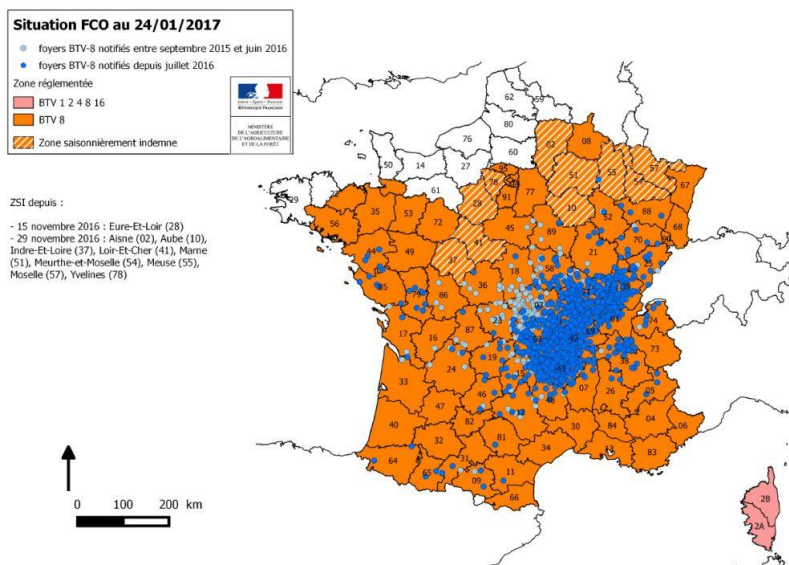 Situation FCO au 24/01/2017
foyers BTV-8 notifiés entre septembre 2015 et juin 2016
foyers BTV-8 notifiés depuis juillet 2016
Zone réglementée
BTV 1 2 4 8 16
BTV 8
Zone saisonnièrement indemne
Liberté • Égalité • Fraternité
RÉPUBLIQUE FRANÇAISE
MINISTÈRE
DE L'AGRICULTURE
DE L'AGROALIMENTAIRE
ET DE LA FORÊT
ZSI depuis :
- 15 novembre 2016 : Eure-et-Loir (28)
- 29 novembre 2016 : Aisne (02), Aube (10),
Indre-Et-Loire (37), Loir-Et-Cher (41), Marne
(51), Meurthe-et-Moselle (54), Meuse (55),
Moselle (57), Yvelines (78)
62 59
80
76 02 08
60
50 14 27
95 51 55 57
78 54 67
61 77
29 91
28 10
35 53 88
56 72 52 68
45 89
41 70 90
44 49 21 25
37
18 58
36
85 79 86 71 39
03
23 01
17 16 87 74
63 42 69
24 19 73
15 43 38
33
46 48 07 26 05
47 12
82 04 06
40 30 84
32 81
34 13 83
64 31
65 11
09
66
2B
2A
0 100 200 km